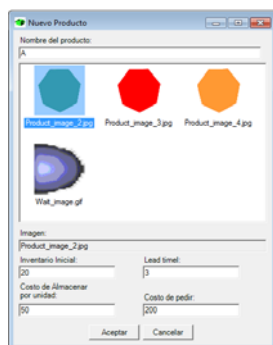 Nuevo Producto
Nombre del producto:
A
Product_image_2.jpg Product_image_3.jpg Product_image_4.jpg
Wait_image.gif
Imagen:
Product_image_2.jpg
Inventario Inicial: Lead timel:
20 3
Costo de Almacenar
por unidad: Costo de pedir:
50 200
Aceptar Cancelar